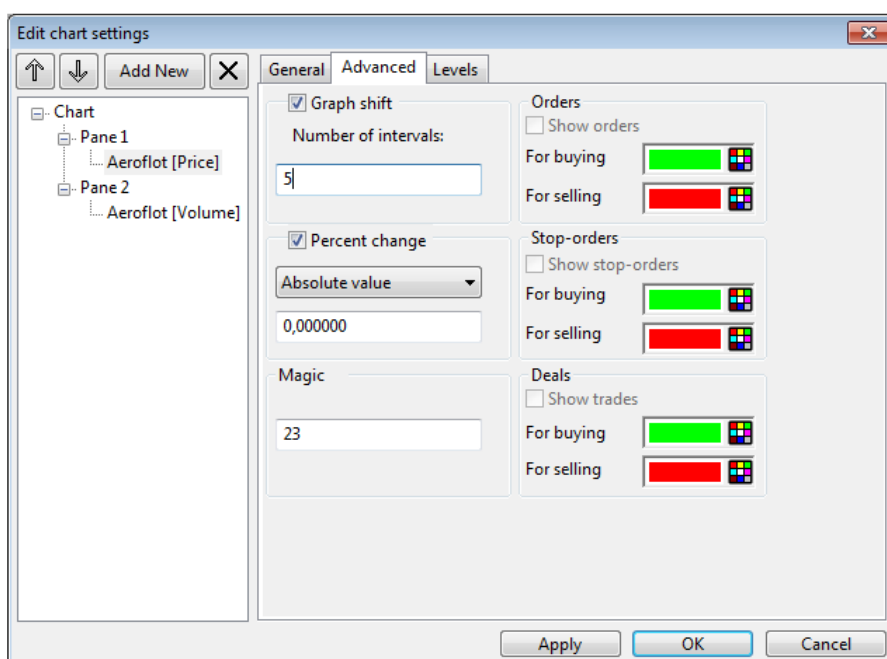 Edit chart settings
Add New
Chart
Pane 1
Aeroflot [Price]
Pane 2
Aeroflot [Volume]
General Advanced Levels
Graph shift
Number of intervals:
5
Percent change
Absolute value
0,000000
Magic
23
Orders
Show orders
For buying
For selling
Stop-orders
Show stop-orders
For buying
For selling
Deals
Show trades
For buying
For selling
Apply OK Cancel